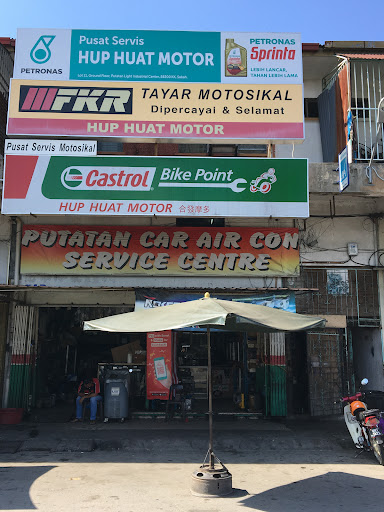 Pusat Servis
HUP HUAT MOTOR
PETRONAS
PETRONAS
Sprinta
LEBIH LANCAR,
TAHAN LEBIH LAMA
FKR
TAYAR MOTOSIKAL
Dipercayai & Selamat
HUP HUAT MOTOR
Pusat Servis Motosikal
Castrol
Bike Point
HUP HUAT MOTOR 合發摩多
PUTATAN CAR AIR CON
SERVICE CENTRE